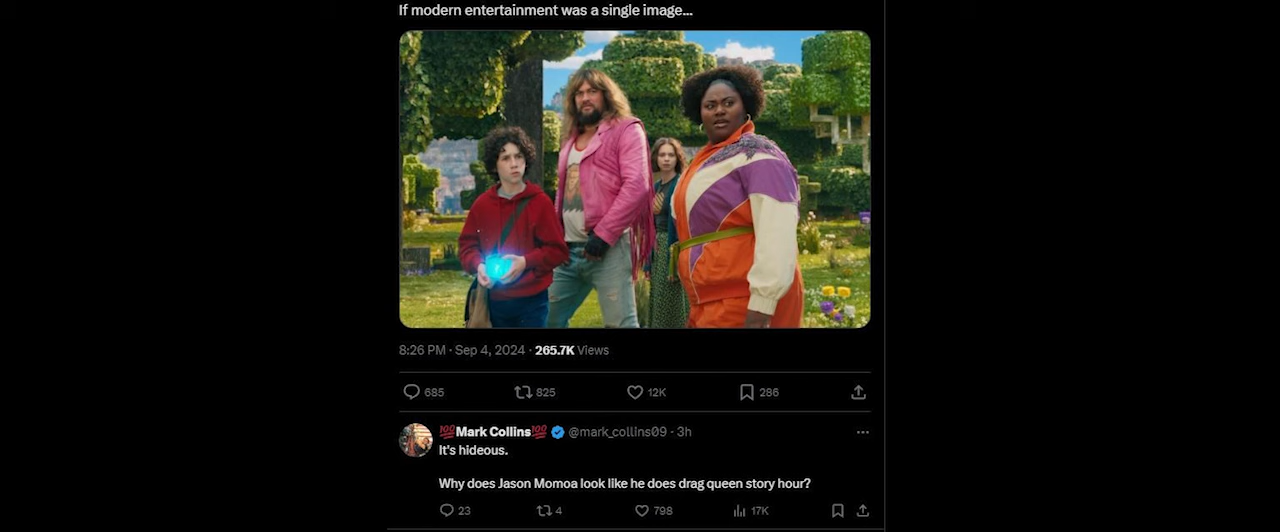 If modern entertainment was a single image...
8:26 PM · Sep 4, 2024 · 265.7K Views
685 825 12K 286
💯Mark Collins💯 @mark_collins09 · 3h
It's hideous.
Why does Jason Momoa look like he does drag queen story hour?
23 4 798 17K